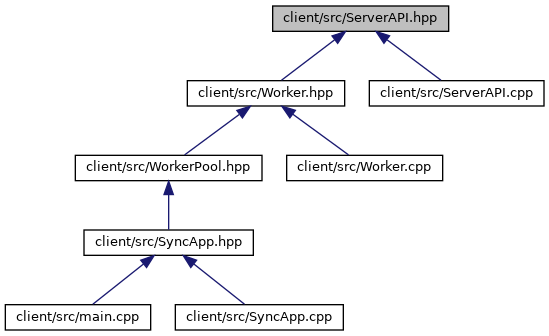 client/src/ServerAPI.hpp
client/src/Worker.hpp
client/src/ServerAPI.cpp
client/src/WorkerPool.hpp
client/src/Worker.cpp
client/src/SyncApp.hpp
client/src/main.cpp
client/src/SyncApp.cpp